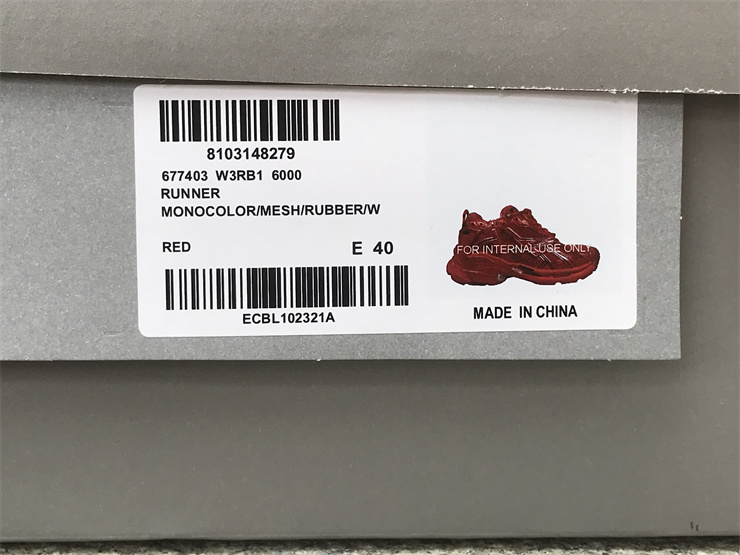 8103148279
677403 W3RB1 6000
RUNNER
MONOCOLOR/MESH/RUBBER/W
RED E 40
ECBL102321A
FOR INTERNAL USE ONLY
MADE IN CHINA